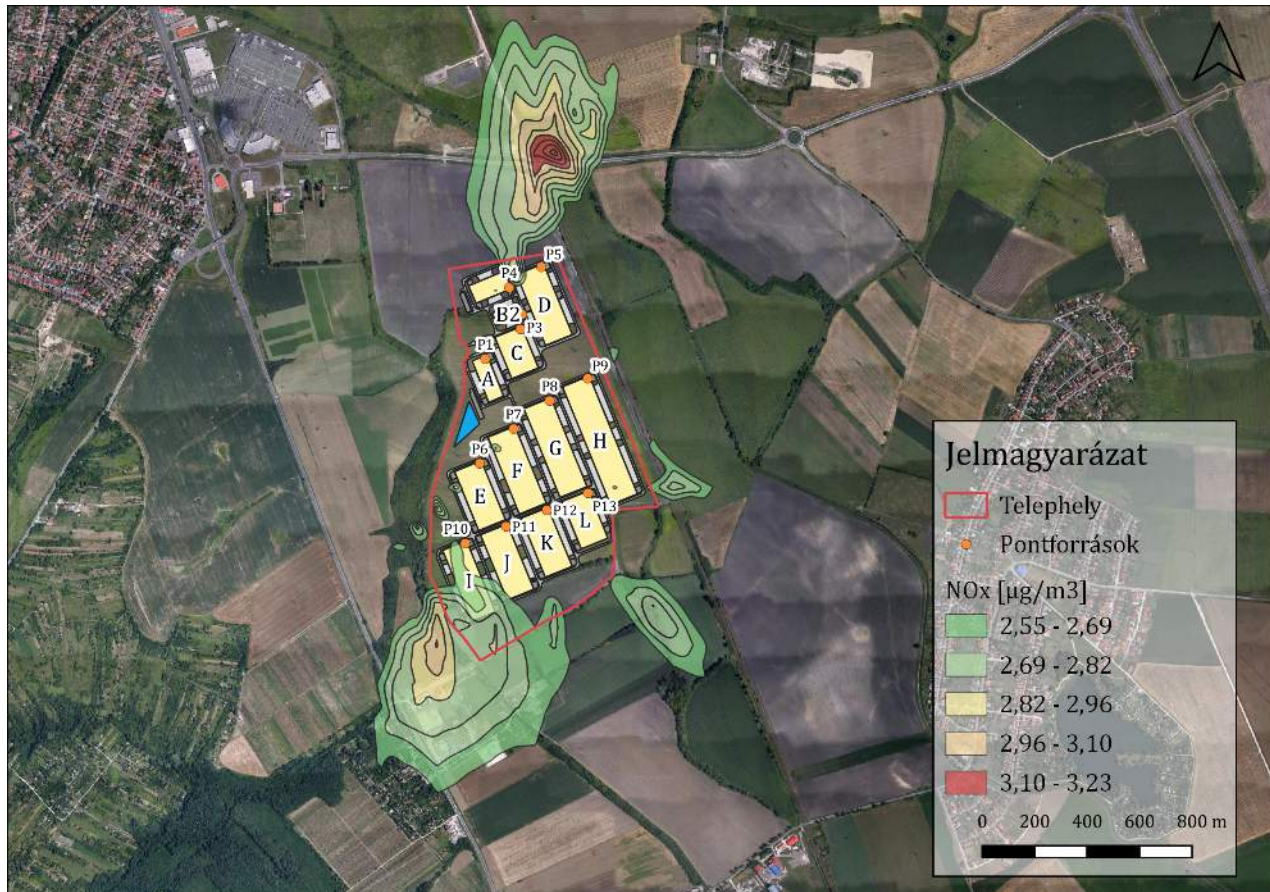 P5
P4
D
B2
P3
P1
C
A
P9
P8
P7
H
G
P6
F
E
P13
P12
L
P11
P10
K
J
I
Jelmagyarázat
Telephely
Pontforrások
NOx [µg/m3]
2,55 - 2,69
2,69 - 2,82
2,82 - 2,96
2,96 - 3,10
3,10 - 3,23
0 200 400 600 800 m